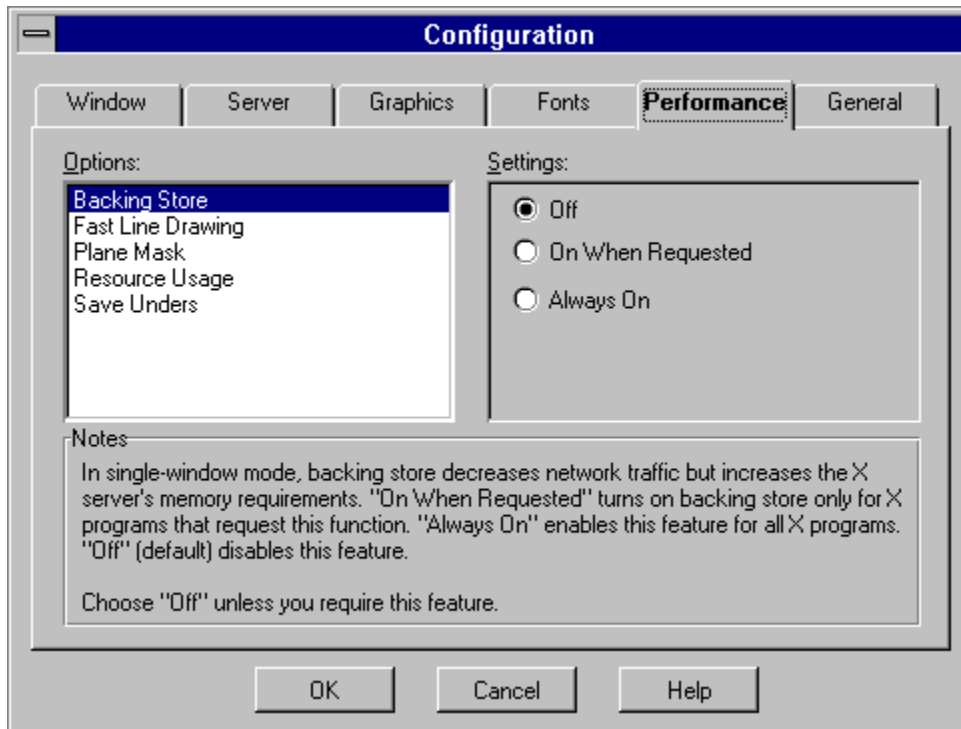 Configuration
Window Server Graphics Fonts Performance General
Options:
Backing Store
Fast Line Drawing
Plane Mask
Resource Usage
Save Unders
Settings:
Off
On When Requested
Always On
Notes
In single-window mode, backing store decreases network traffic but increases the X
server's memory requirements. "On When Requested" turns on backing store only for X
programs that request this function. "Always On" enables this feature for all X programs.
"Off" (default) disables this feature.
Choose "Off" unless you require this feature.
OK Cancel Help